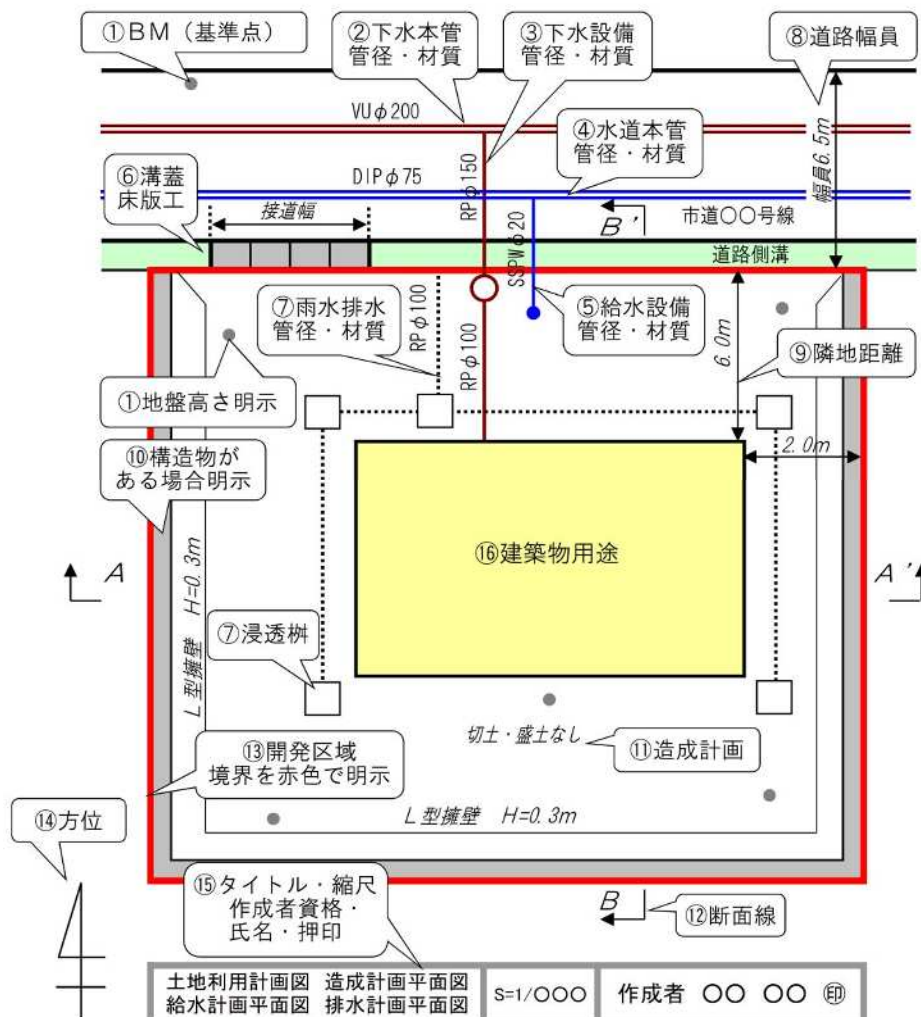 ①BM（基準点）
②下水本管
管径・材質
③下水設備
管径・材質
⑧道路幅員
VUφ200
④水道本管
管径・材質
幅員6.5m
⑥溝蓋
床版工
DIPφ75
RPφ150
接道幅
B'
市道〇〇号線
道路側溝
SSPWφ20
⑦雨水排水
管径・材質
RPφ100
RPφ100
⑤給水設備
管径・材質
6.0m
⑨隣地距離
①地盤高さ明示
2.0m
⑩構造物が
ある場合明示
⑯建築物用途
A
A'
L型擁壁 H=0.3m
⑦浸透桝
切土・盛土なし
⑪造成計画
⑬開発区域
境界を赤色で明示
⑭方位
L型擁壁 H=0.3m
⑮タイトル・縮尺
作成者資格・
氏名・押印
B
⑫断面線
土地利用計画図 造成計画平面図
給水計画平面図 排水計画平面図
S=1/〇〇〇
作成者 〇〇 〇〇 ㊞